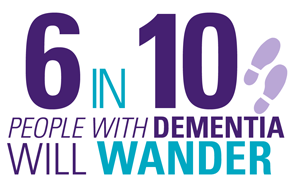 6 IN 10
PEOPLE WITH DEMENTIA
WILL WANDER